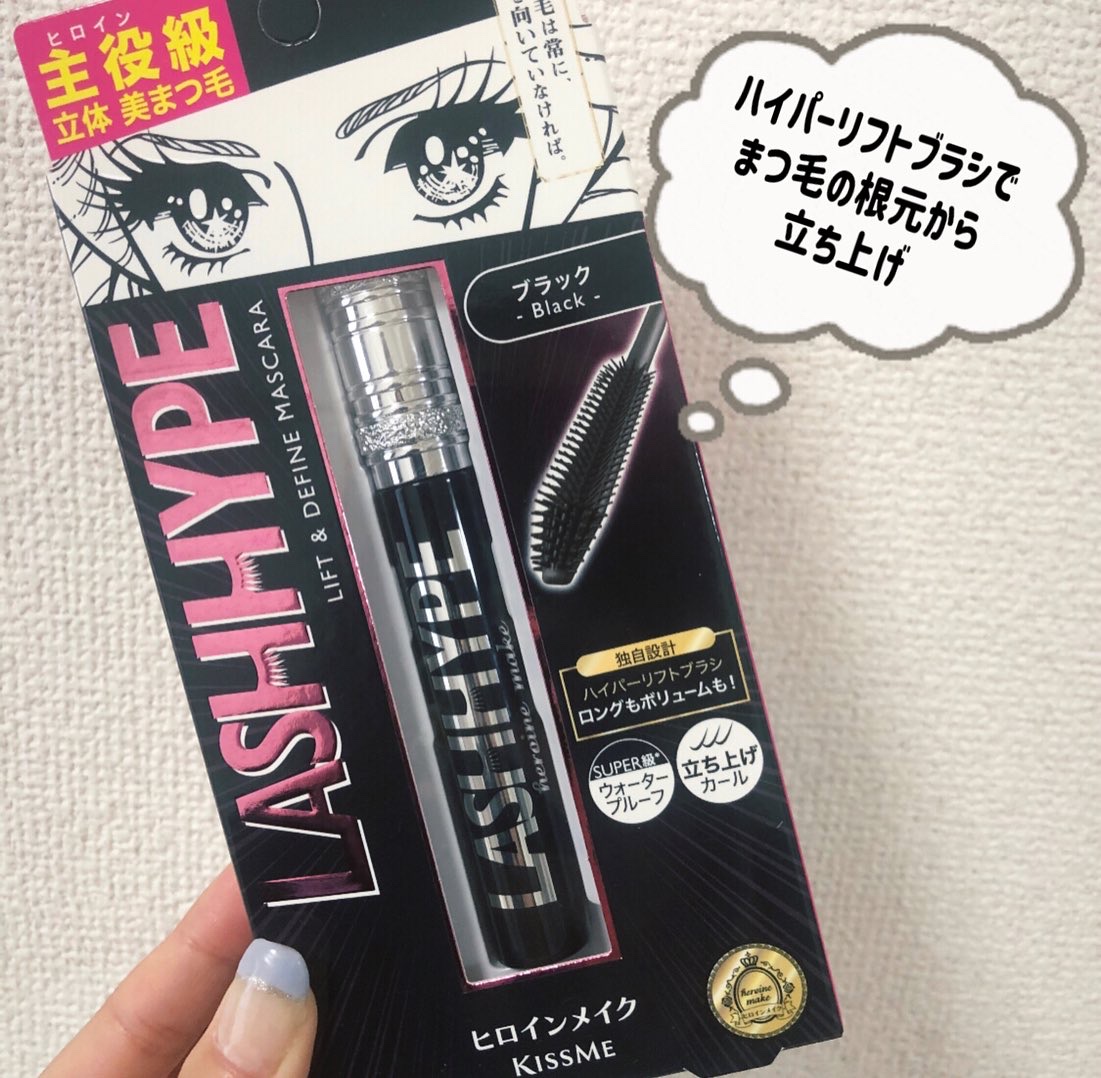 ヒロイン
主役級
立体 美まつ毛
毛は常に、
向いていなければ。
ハイパーリフトブラシで
まつ毛の根元から
立ち上げ
ブラック
- Black -
LASHHYPE
LIFT & DEFINE MASCARA
LASHHYPE
heroine make
独自設計
ハイパーリフトブラシ
ロングもボリュームも!
SUPER級*
ウォーター
プルーフ
立ち上げ
カール
heroine
make
ヒロインメイク
ヒロインメイク
KISSME